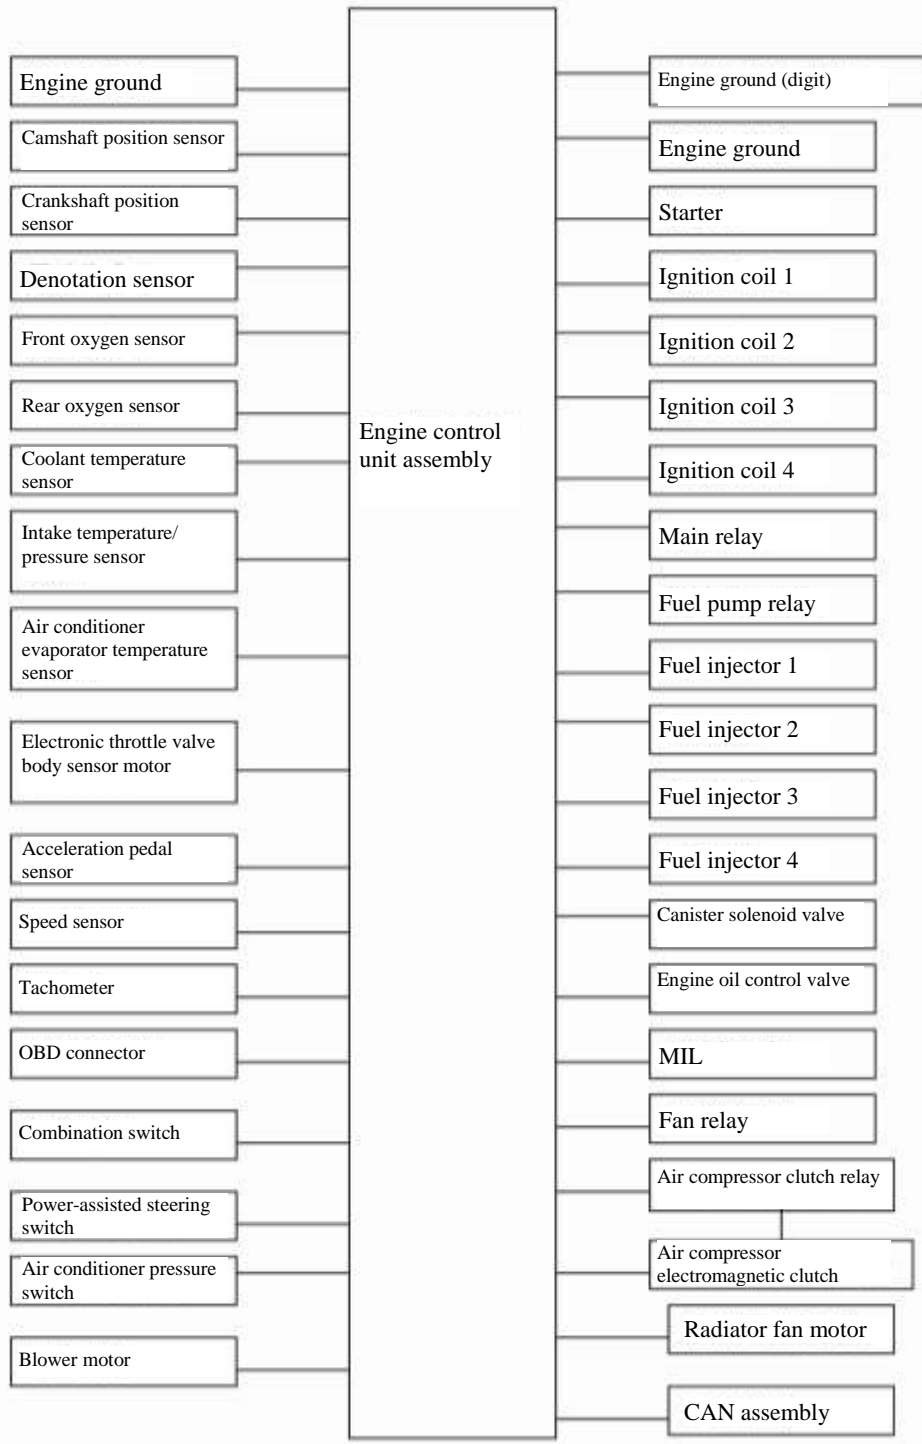 Engine ground
Camshaft position sensor
Crankshaft position
sensor
Denotation sensor
Front oxygen sensor
Rear oxygen sensor
Coolant temperature
sensor
Intake temperature/
pressure sensor
Air conditioner
evaporator temperature
sensor
Electronic throttle valve
body sensor motor
Acceleration pedal
sensor
Speed sensor
Tachometer
OBD connector
Combination switch
Power-assisted steering
switch
Air conditioner pressure
switch
Blower motor
Engine control
unit assembly
Engine ground (digit)
Engine ground
Starter
Ignition coil 1
Ignition coil 2
Ignition coil 3
Ignition coil 4
Main relay
Fuel pump relay
Fuel injector 1
Fuel injector 2
Fuel injector 3
Fuel injector 4
Canister solenoid valve
Engine oil control valve
MIL
Fan relay
Air compressor clutch relay
Air compressor
electromagnetic clutch
Radiator fan motor
CAN assembly